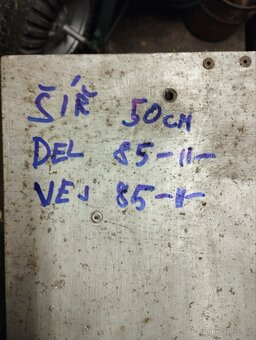 ŠÍŘ 50CM
DEL 85-11-
VEJ 85-11-